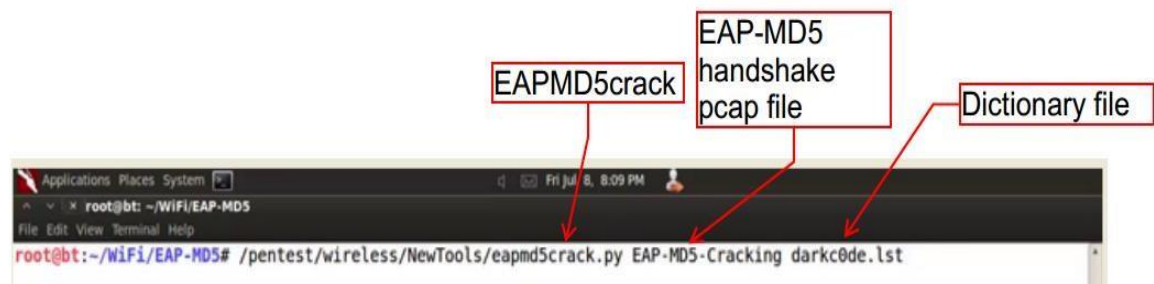 EAP-MD5
handshake
pcap file
EAPMD5crack
Dictionary file
Applications Places System
Fri Jul 8, 8:09 PM
root@bt: ~/WiFi/EAP-MD5
File Edit View Terminal Help
root@bt:~/WiFi/EAP-MD5# /pentest/wireless/NewTools/eapmd5crack.py EAP-MD5-Cracking darkc0de.lst